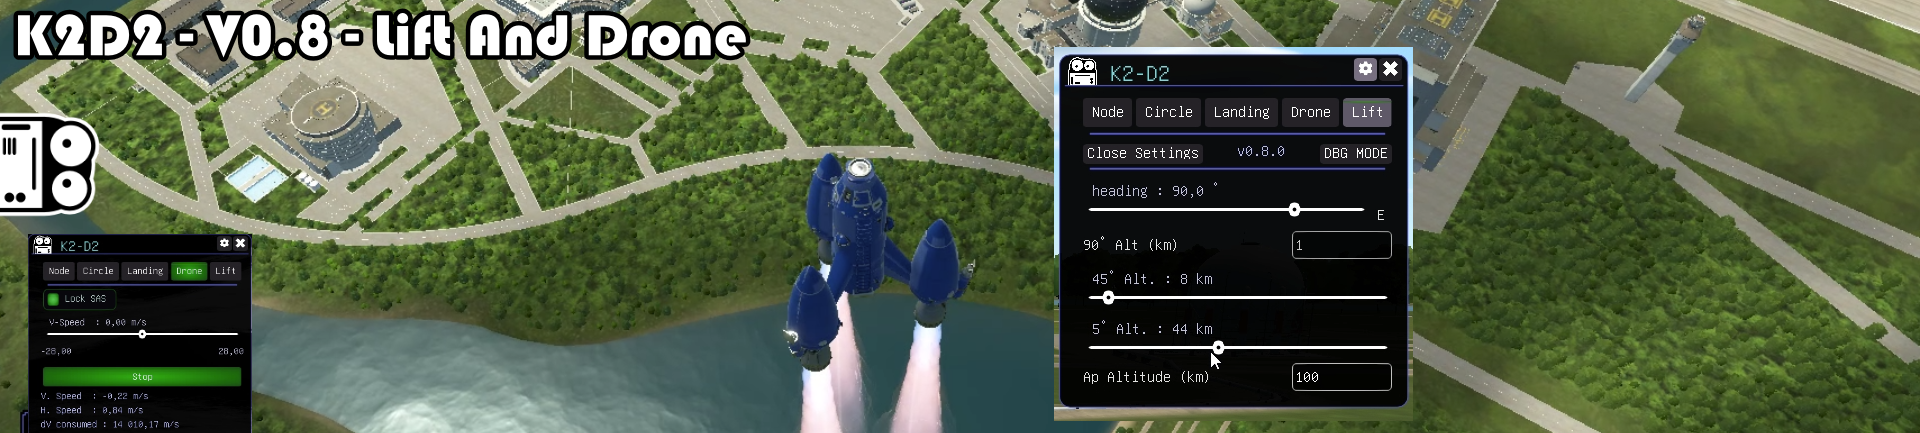 K2D2 - V0.8 - Lift And Drone
K2-D2
Node Circle Landing Drone Lift
Lock SAS
V-Speed : 0,00 m/s
-28,00 28,00
Stop
V. Speed : -0,22 m/s
H. Speed : 0,84 m/s
dV consumed : 14 010,17 m/s
K2-D2
Node Circle Landing Drone Lift
Close Settings v0.8.0 DBG MODE
heading : 90,0 °
E
90° Alt (km) 1
45° Alt. : 8 km
5° Alt. : 44 km
Ap Altitude (km) 100